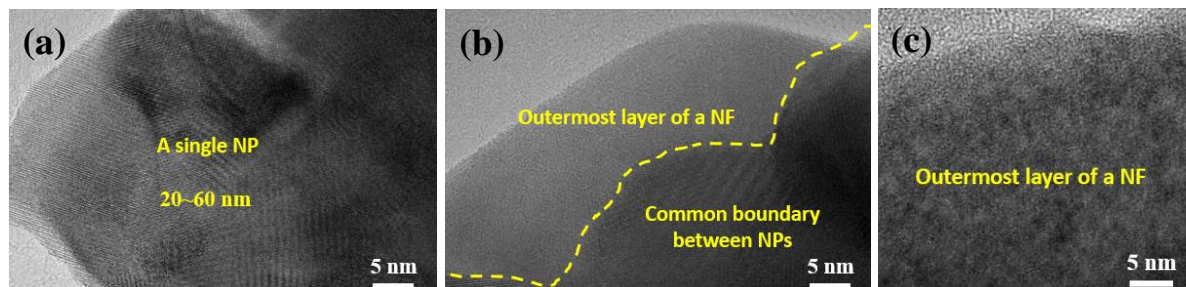 (a)
A single NP
20~60 nm
5 nm
(b)
Outermost layer of a NF
Common boundary
between NPs
5 nm
(c)
Outermost layer of a NF
5 nm